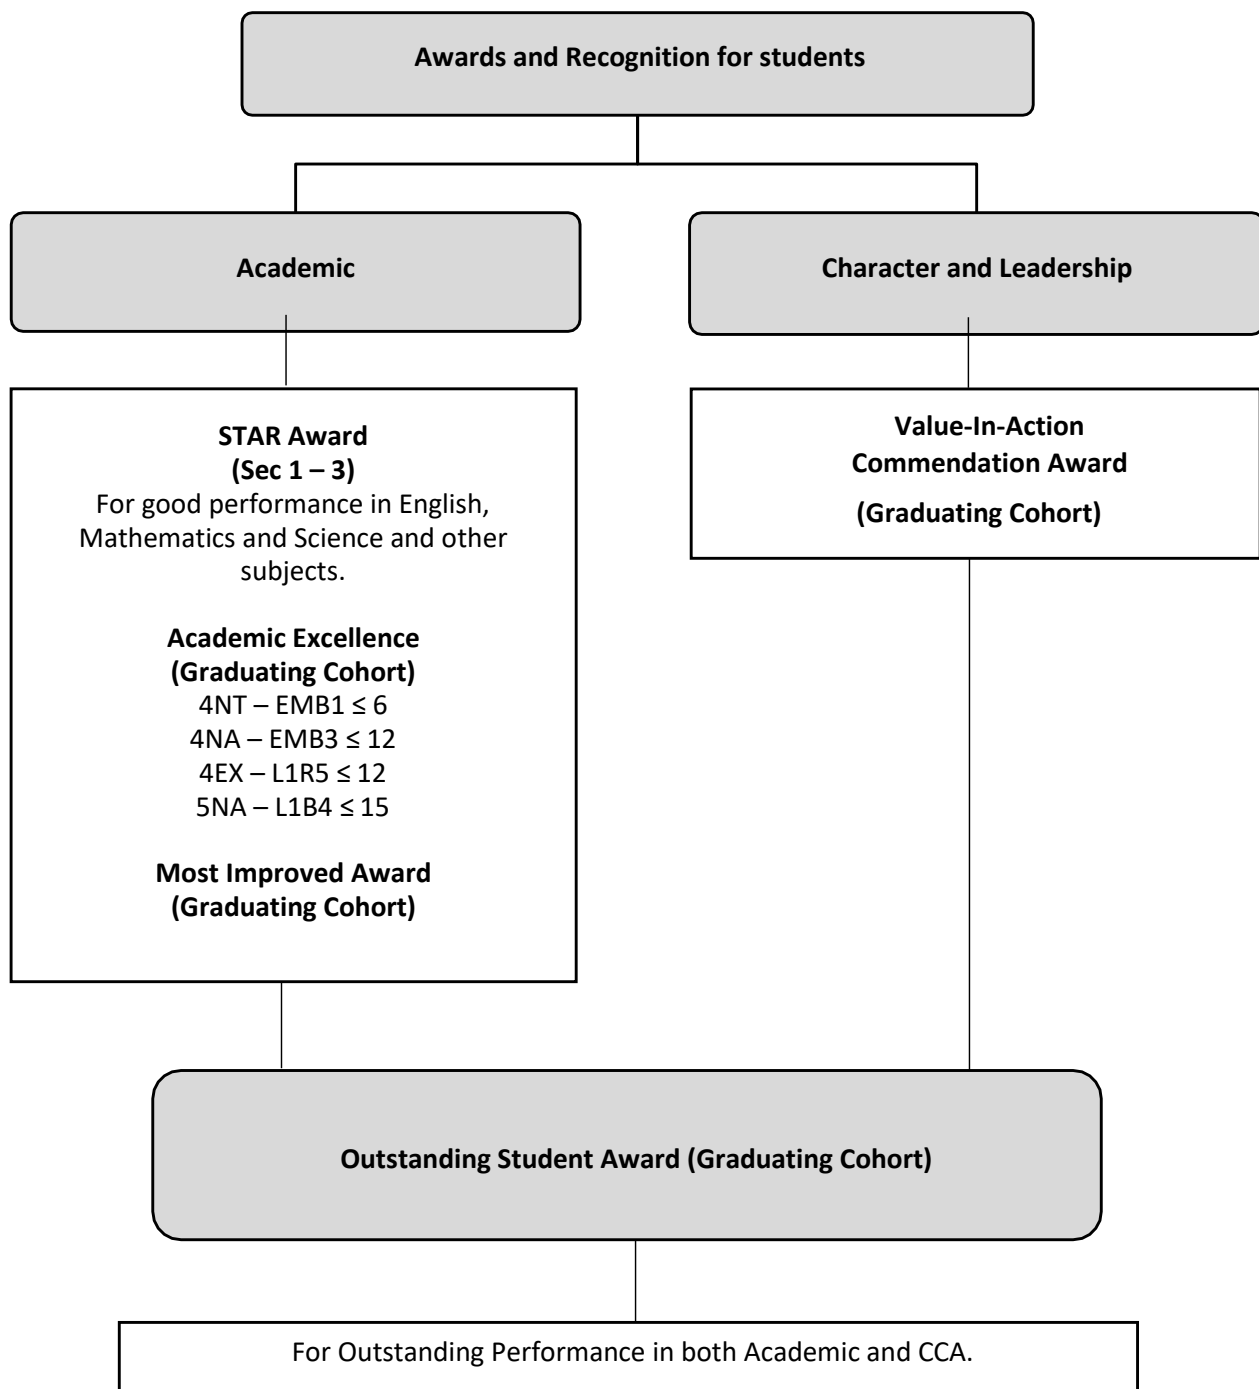 Awards and Recognition for students
Academic
Character and Leadership
STAR Award
(Sec 1 – 3)
For good performance in English,
Mathematics and Science and other
subjects.
Academic Excellence
(Graduating Cohort)
4NT – EMB1 ≤ 6
4NA – EMB3 ≤ 12
4EX – L1R5 ≤ 12
5NA – L1B4 ≤ 15
Most Improved Award
(Graduating Cohort)
Value-In-Action
Commendation Award
(Graduating Cohort)
Outstanding Student Award (Graduating Cohort)
For Outstanding Performance in both Academic and CCA.